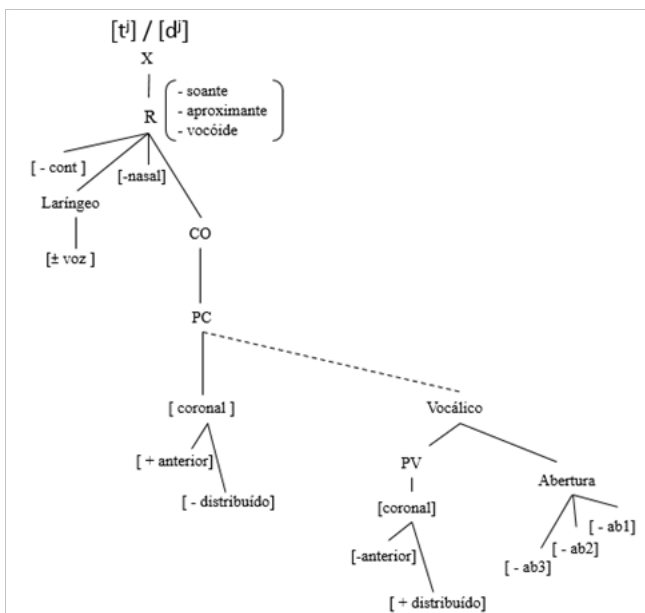 [tʲ] / [dʲ]
X
R
- soante
- aproximante
- vocóide
[ - cont ]
[-nasal]
Laríngeo
[± voz ]
CO
PC
[ coronal ]
Vocálico
[ + anterior]
[ - distribuído]
PV
Abertura
[coronal]
[-anterior]
[ + distribuído]
[ - ab3]
[ - ab2]
[ - ab1]